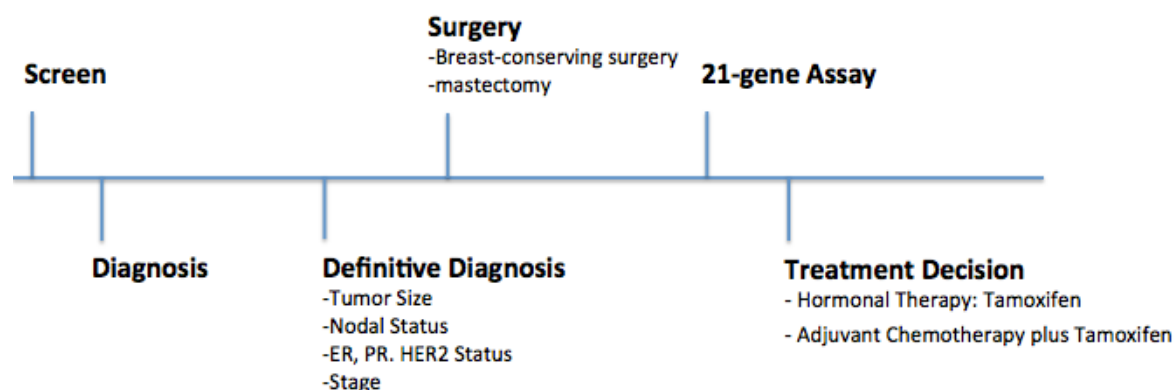 Screen
Surgery
-Breast-conserving surgery
-mastectomy
21-gene Assay
Diagnosis
Definitive Diagnosis
-Tumor Size
-Nodal Status
-ER, PR. HER2 Status
-Stage
Treatment Decision
- Hormonal Therapy: Tamoxifen
- Adjuvant Chemotherapy plus Tamoxifen